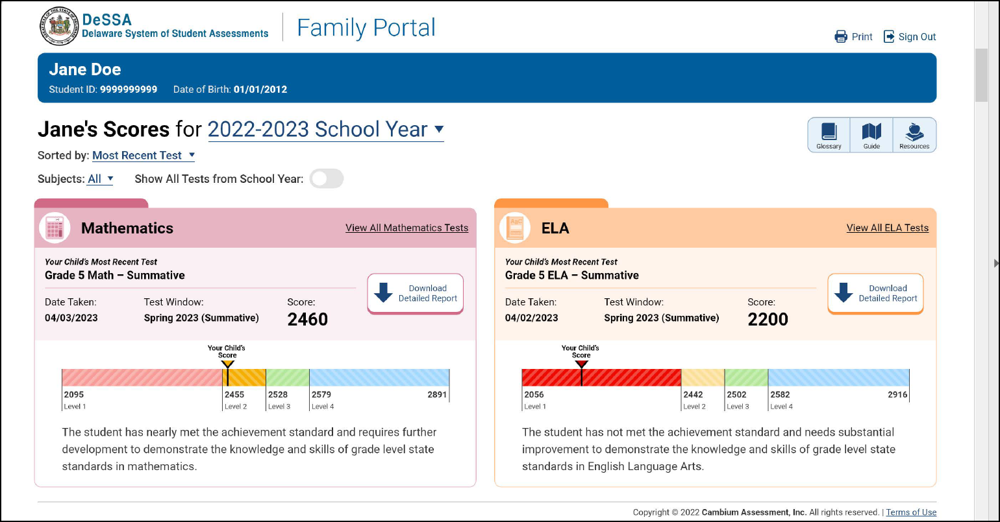 DeSSA
Delaware System of Student Assessments
Family Portal
Print
Sign Out
Jane Doe
Student ID: 9999999999 Date of Birth: 01/01/2012
Jane's Scores for 2022-2023 School Year
Glossary
Guide
Resources
Sorted by: Most Recent Test
Subjects: All
Show All Tests from School Year:
Mathematics
View All Mathematics Tests
Your Child's Most Recent Test
Grade 5 Math – Summative
Date Taken:
04/03/2023
Test Window:
Spring 2023 (Summative)
Score:
2460
Download
Detailed Report
Your Child's
Score
2095 2455 2528 2579 2891
Level 1 Level 2 Level 3 Level 4
The student has nearly met the achievement standard and requires further
development to demonstrate the knowledge and skills of grade level state
standards in mathematics.
ELA
View All ELA Tests
Your Child's Most Recent Test
Grade 5 ELA – Summative
Date Taken:
04/02/2023
Test Window:
Spring 2023 (Summative)
Score:
2200
Download
Detailed Report
Your Child's
Score
2056 2442 2502 2582 2916
Level 1 Level 2 Level 3 Level 4
The student has not met the achievement standard and needs substantial
improvement to demonstrate the knowledge and skills of grade level state
standards in English Language Arts.
Copyright © 2022 Cambium Assessment, Inc. All rights reserved. | Terms of Use